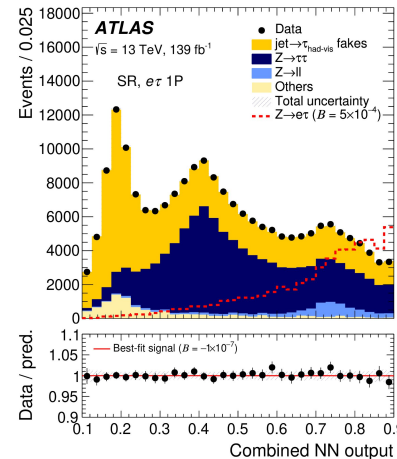 18000
16000
14000
12000
10000
8000
6000
4000
2000
0
Events / 0.025
ATLAS
√s = 13 TeV, 139 fb⁻¹
SR, eτ 1P
Data
jet→τhad-vis fakes
Z→ττ
Z→ll
Others
Total uncertainty
Z→eτ (B = 5×10⁻⁴)
1.1
1.05
1
0.95
0.9
Data / pred.
Best-fit signal (B = −1×10⁻⁷)
0.1 0.2 0.3 0.4 0.5 0.6 0.7 0.8 0.9
Combined NN output